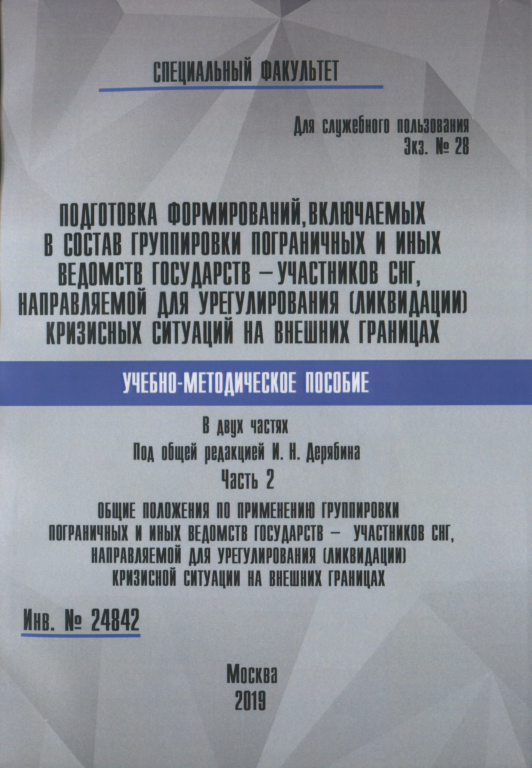 СПЕЦИАЛЬНЫЙ ФАКУЛЬТЕТ
Для служебного пользования
Экз. № 28
ПОДГОТОВКА ФОРМИРОВАНИЙ, ВКЛЮЧАЕМЫХ
В СОСТАВ ГРУППИРОВКИ ПОГРАНИЧНЫХ И ИНЫХ
ВЕДОМСТВ ГОСУДАРСТВ – УЧАСТНИКОВ СНГ,
НАПРАВЛЯЕМОЙ ДЛЯ УРЕГУЛИРОВАНИЯ (ЛИКВИДАЦИИ)
КРИЗИСНЫХ СИТУАЦИЙ НА ВНЕШНИХ ГРАНИЦАХ
УЧЕБНО-МЕТОДИЧЕСКОЕ ПОСОБИЕ
В двух частях
Под общей редакцией И. Н. Дерябина
Часть 2
ОБЩИЕ ПОЛОЖЕНИЯ ПО ПРИМЕНЕНИЮ ГРУППИРОВКИ
ПОГРАНИЧНЫХ И ИНЫХ ВЕДОМСТВ ГОСУДАРСТВ – УЧАСТНИКОВ СНГ,
НАПРАВЛЯЕМОЙ ДЛЯ УРЕГУЛИРОВАНИЯ (ЛИКВИДАЦИИ)
КРИЗИСНОЙ СИТУАЦИИ НА ВНЕШНИХ ГРАНИЦАХ
Инв. № 24842
Москва
2019